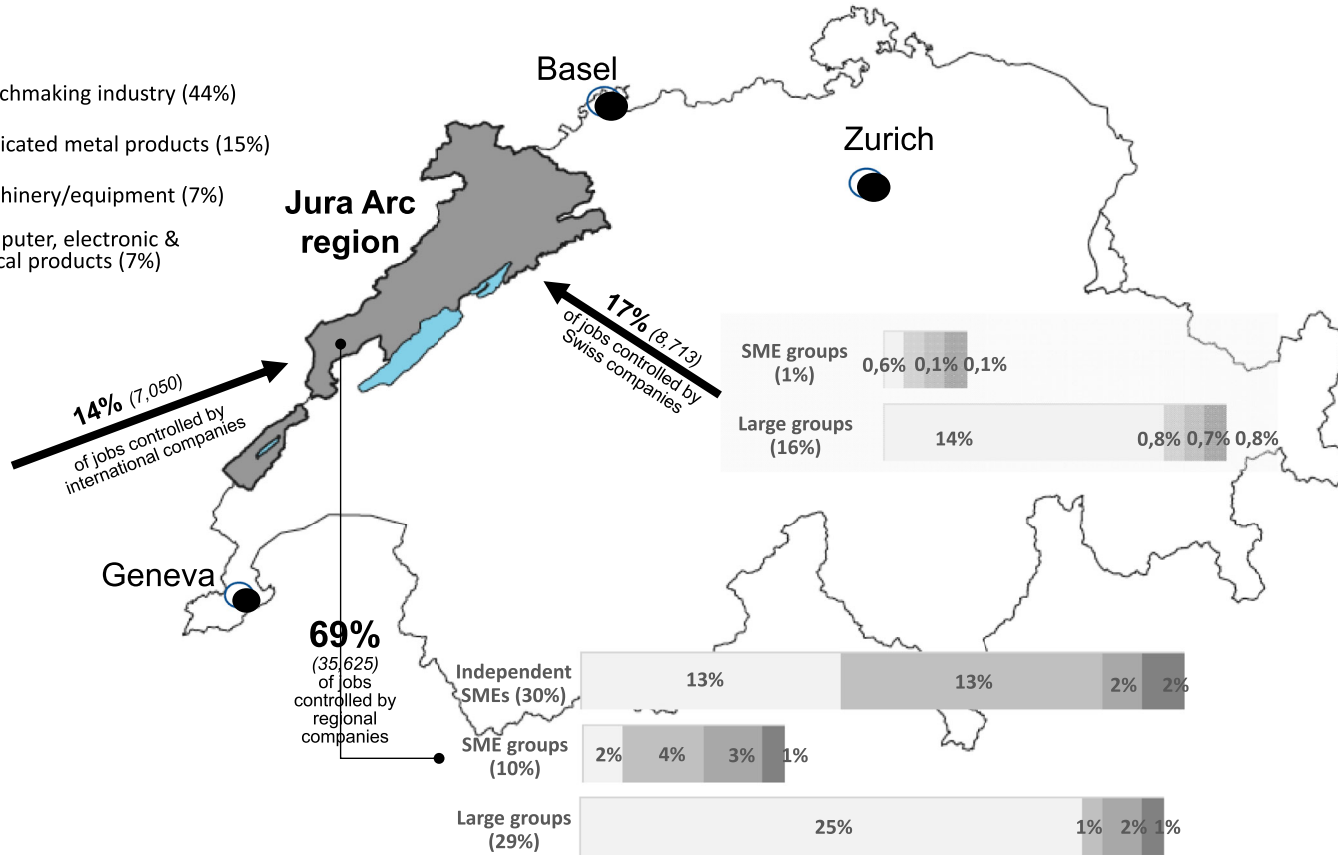 Basel
chmaking industry (44%)
Zurich
icated metal products (15%)
hinery/equipment (7%)
Jura Arc
region
puter, electronic &
cal products (7%)
17% (8,713)
of jobs controlled by
Swiss companies
SME groups
(1%)
0,6% 0,1% 0,1%
14% (7,050)
of jobs controlled by
international companies
Large groups
(16%)
14% 0,8% 0,7% 0,8%
Geneva
69%
(35,625)
of jobs
controlled by
regional
companies
Independent
SMEs (30%)
13% 13% 2% 2%
SME groups
(10%)
2% 4% 3% 1%
Large groups
(29%)
25% 1% 2% 1%